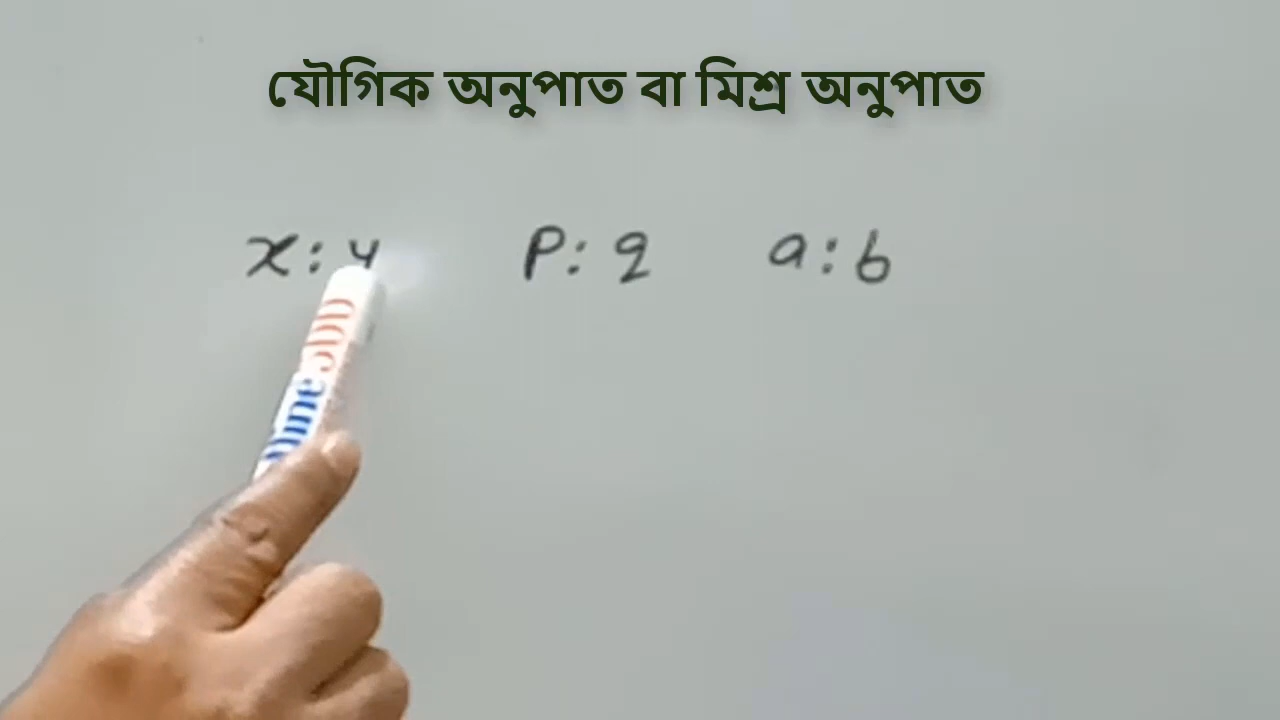 যৌগিক অনুপাত বা মিশ্র অনুপাত
x : y p : q a : b